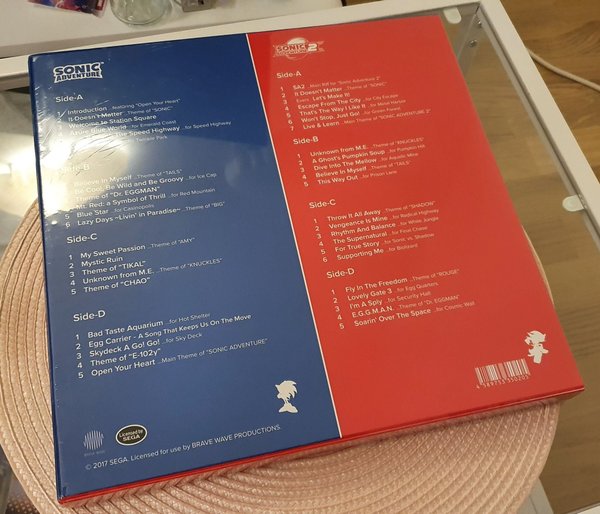 SONIC
ADVENTURE
Side-A
1 Introduction ...featuring "Open Your Heart"
It Doesn't Matter ...Theme of "SONIC"
Welcome to Station Square
Azure Blue World ...for Emerald Coast
The Speed Highway ...for Speed Highway
Twinkle Park
Side-B
Believe In Myself ...Theme of "TAILS"
Be Cool, Be Wild and Be Groovy ...for Ice Cap
Theme of "Dr. EGGMAN"
4 Mt. Red: a Symbol of Thrill ...for Red Mountain
5 Blue Star ...for Casinopolis
6 Lazy Days ~Livin' in Paradise~ ...Theme of "BIG"
Side-C
1 My Sweet Passion ...Theme of "AMY"
2 Mystic Ruin
3 Theme of "TIKAL"
4 Unknown from M.E. ...Theme of "KNUCKLES"
5 Theme of "CHAO"
Side-D
1 Bad Taste Aquarium ...for Hot Shelter
2 Egg Carrier - A Song That Keeps Us On The Move
3 Skydeck A Go! Go! ...for Sky Deck
4 Theme of "E-102γ"
5 Open Your Heart ...Main Theme of "SONIC ADVENTURE"
BRAVE WAVE
Licensed by
SEGA
© 2017 SEGA. Licensed for use by BRAVE WAVE PRODUCTIONS.
SONIC
ADVENTURE 2
Side-A
1 SA2 ...Main Riff for "Sonic Adventure 2"
2 It Doesn't Matter ...Theme of "SONIC"
3 Event: Let's Make It!
4 Escape From The City ...for City Escape
5 That's The Way I Like It ...for Metal Harbor
6 Won't Stop, Just Go! ...for Green Forest
7 Live & Learn ...Main Theme of "SONIC ADVENTURE 2"
Side-B
1 Unknown from M.E. ...Theme of "KNUCKLES"
2 A Ghost's Pumpkin Soup ...for Pumpkin Hill
3 Dive Into The Mellow ...for Aquatic Mine
4 Believe In Myself ...Theme of "TAILS"
5 This Way Out ...for Prison Lane
Side-C
1 Throw It All Away ...Theme of "SHADOW"
2 Vengeance Is Mine ...for Radical Highway
3 Rhythm And Balance ...for White Jungle
4 The Supernatural ...for Final Chase
5 For True Story ...for Sonic vs. Shadow
6 Supporting Me ...for Biolizard
Side-D
1 Fly In The Freedom ...Theme of "ROUGE"
2 Lovely Gate 3 ...for Egg Quarters
3 I'm A Spy ...for Security Hall
4 E.G.G.M.A.N. ...Theme of "Dr. EGGMAN"
5 Soarin' Over The Space ...for Cosmic Wall
4 589753 350205